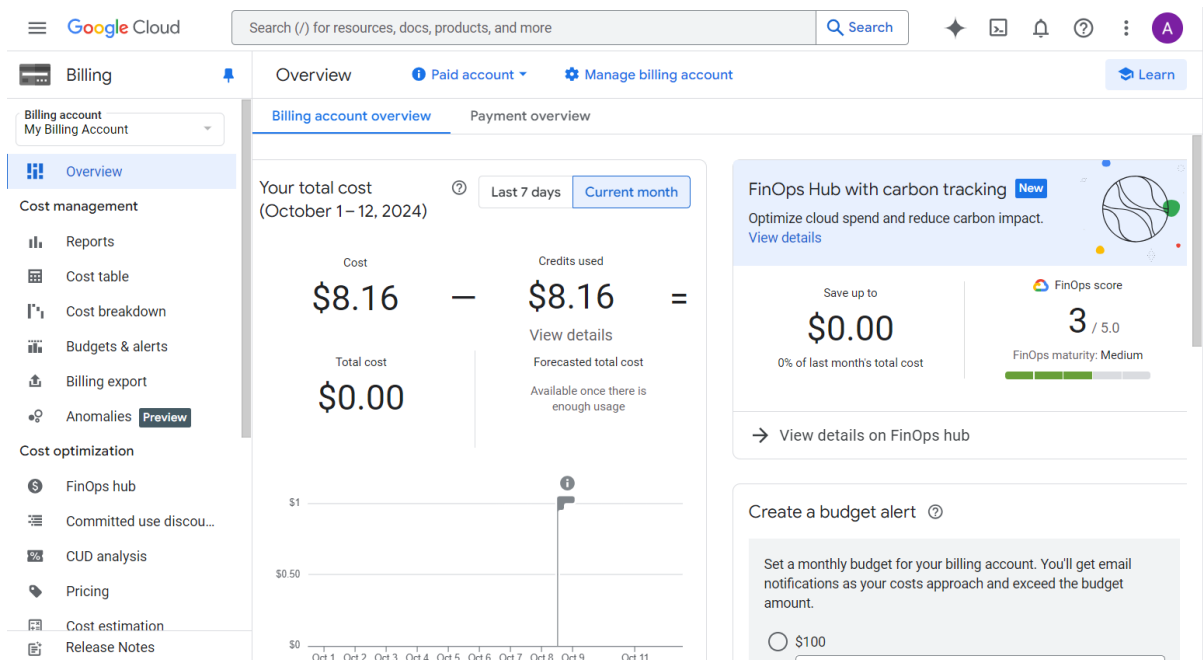 Google Cloud
Search (/) for resources, docs, products, and more
Search
A
Billing
Overview
Paid account
Manage billing account
Learn
Billing account
My Billing Account
Billing account overview
Payment overview
Overview
Cost management
Reports
Cost table
Cost breakdown
Budgets & alerts
Billing export
Anomalies Preview
Cost optimization
FinOps hub
Committed use discou...
CUD analysis
Pricing
Cost estimation
Release Notes
Your total cost
(October 1 – 12, 2024)
Last 7 days
Current month
Cost
$8.16
—
Credits used
$8.16
=
View details
Total cost
$0.00
Forecasted total cost
Available once there is
enough usage
$1
$0.50
$0
Oct 1 Oct 2 Oct 3 Oct 4 Oct 5 Oct 6 Oct 7 Oct 8 Oct 9 Oct 11
FinOps Hub with carbon tracking New
Optimize cloud spend and reduce carbon impact.
View details
Save up to
$0.00
0% of last month's total cost
FinOps score
3 / 5.0
FinOps maturity: Medium
View details on FinOps hub
Create a budget alert
Set a monthly budget for your billing account. You'll get email
notifications as your costs approach and exceed the budget
amount.
$100